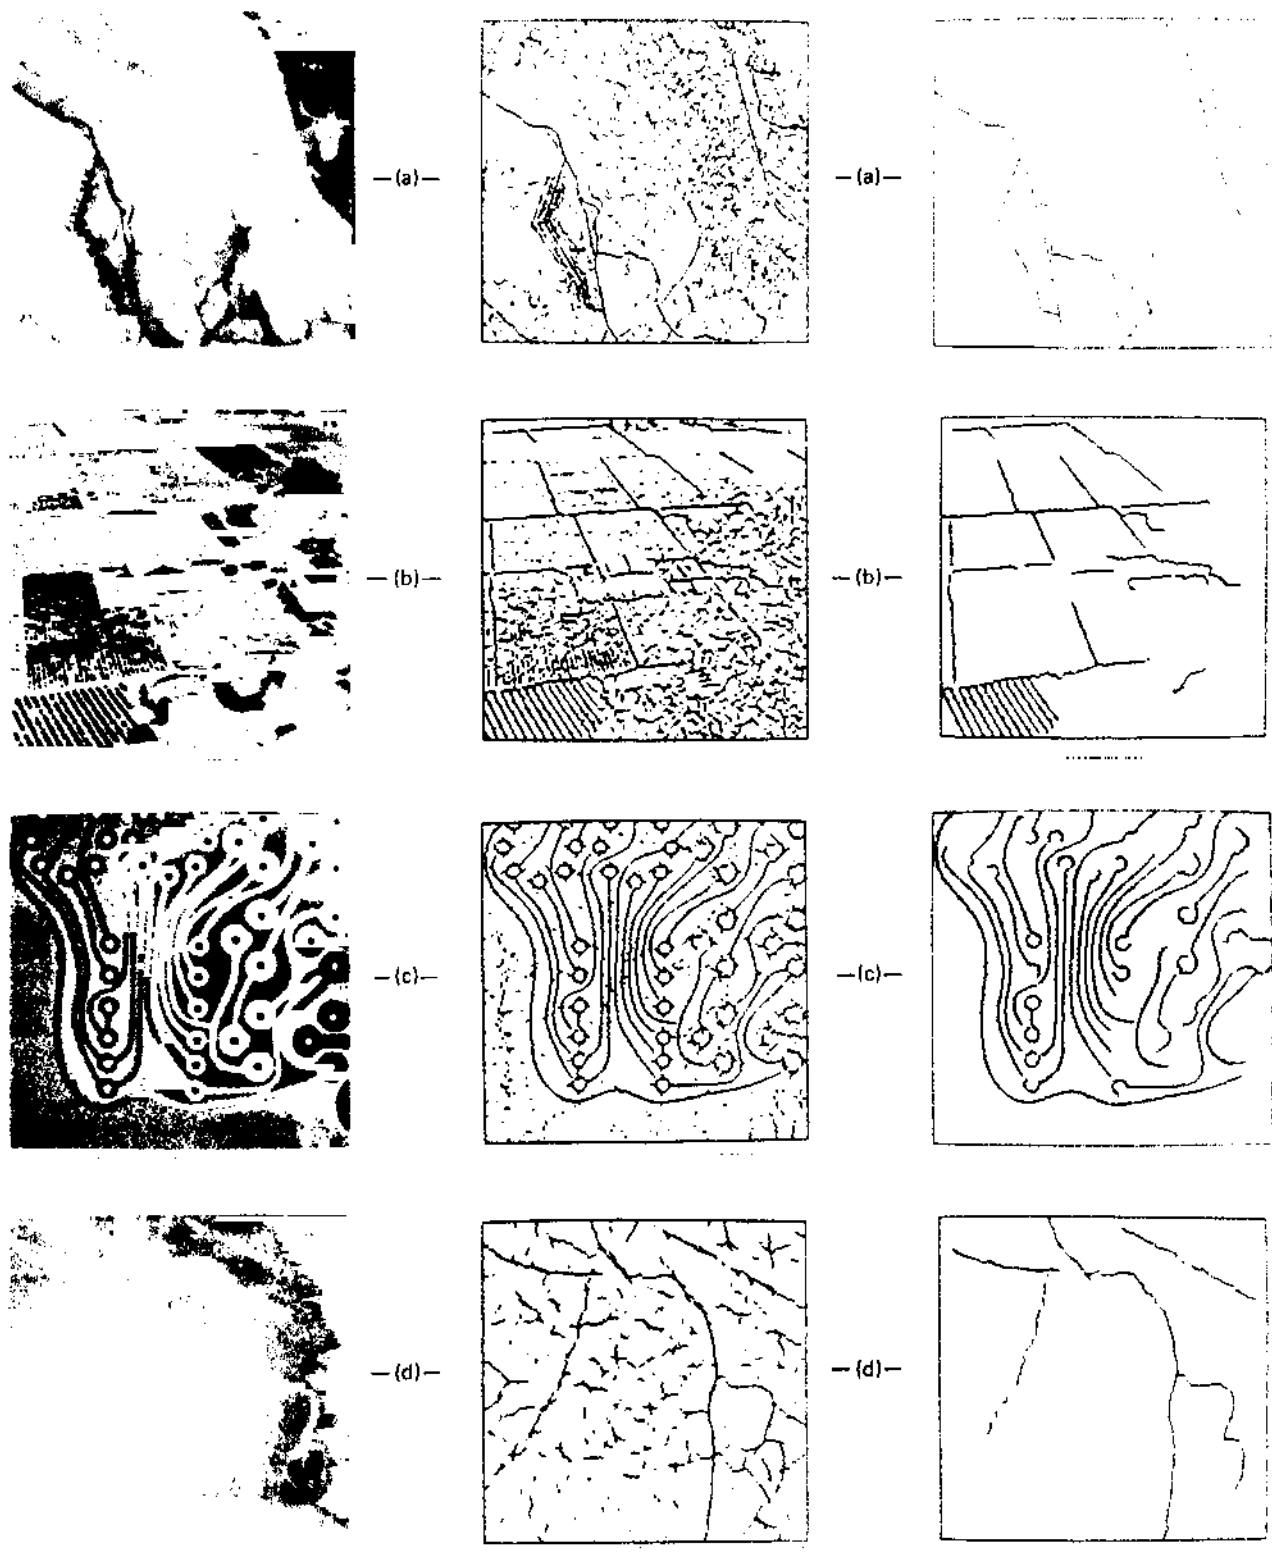 —(a)— —(a)—
—(b)— —(b)—
—(c)— —(c)—
—(d)— —(d)—